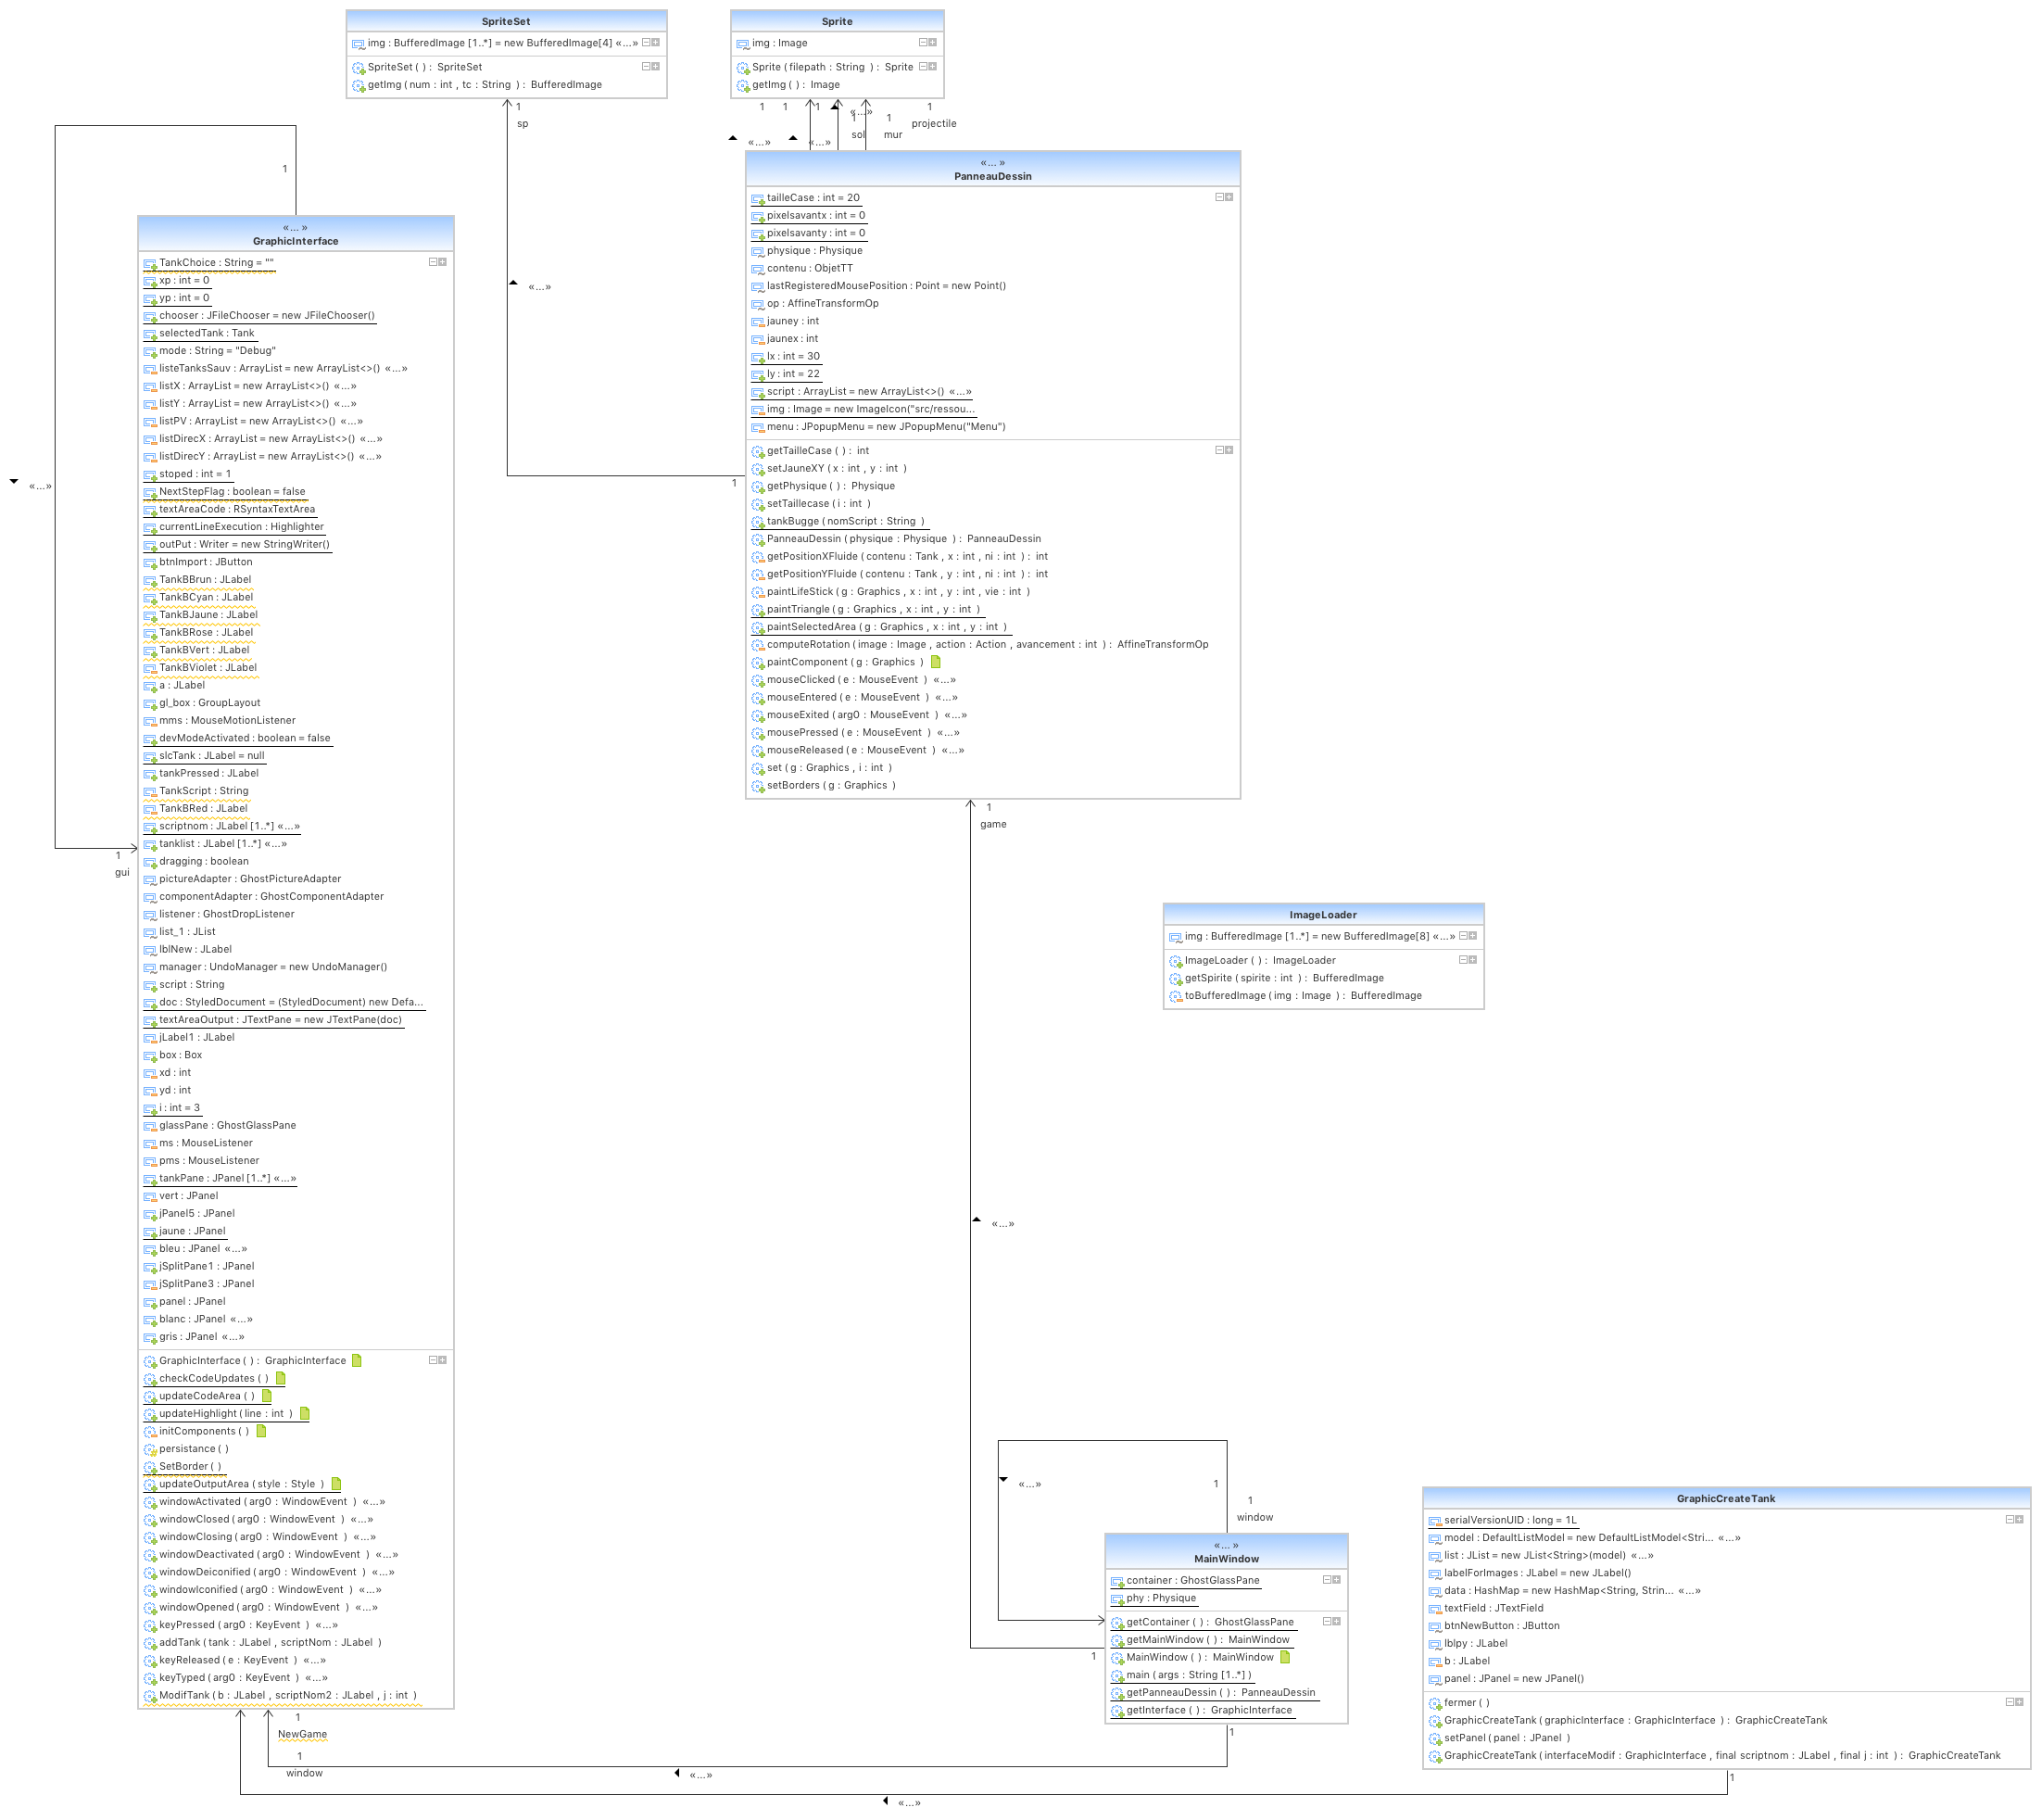 SpriteSet
img : BufferedImage [1..*] = new BufferedImage[4] «...»
SpriteSet ( ) : SpriteSet
getImg ( num : int , tc : String ) : BufferedImage
Sprite
img : Image
Sprite ( filepath : String ) : Sprite
getImg ( ) : Image
1
sp
1
1
1
«...»
1
1
1
sol
mur
projectile
«...»
«...»
«...»
1
1
«... »
PanneauDessin
tailleCase : int = 20
pixelsavantx : int = 0
pixelsavanty : int = 0
physique : Physique
contenu : ObjetTT
lastRegisteredMousePosition : Point = new Point()
op : AffineTransformOp
jauney : int
jaunex : int
lx : int = 30
ly : int = 22
script : ArrayList = new ArrayList<>() «...»
img : Image = new ImageIcon("src/ressou...
menu : JPopupMenu = new JPopupMenu("Menu")
getTailleCase ( ) : int
setJauneXY ( x : int , y : int )
getPhysique ( ) : Physique
setTaillecase ( i : int )
tankBugge ( nomScript : String )
PanneauDessin ( physique : Physique ) : PanneauDessin
getPositionXFluide ( contenu : Tank , x : int , ni : int ) : int
getPositionYFluide ( contenu : Tank , y : int , ni : int ) : int
paintLifeStick ( g : Graphics , x : int , y : int , vie : int )
paintTriangle ( g : Graphics , x : int , y : int )
paintSelectedArea ( g : Graphics , x : int , y : int )
computeRotation ( image : Image , action : Action , avancement : int ) : AffineTransformOp
paintComponent ( g : Graphics )
mouseClicked ( e : MouseEvent ) «...»
mouseEntered ( e : MouseEvent ) «...»
mouseExited ( arg0 : MouseEvent ) «...»
mousePressed ( e : MouseEvent ) «...»
mouseReleased ( e : MouseEvent ) «...»
set ( g : Graphics , i : int )
setBorders ( g : Graphics )
1
game
«...»
1
«... »
GraphicInterface
TankChoice : String = ""
xp : int = 0
yp : int = 0
chooser : JFileChooser = new JFileChooser()
selectedTank : Tank
mode : String = "Debug"
listeTanksSauv : ArrayList = new ArrayList<>() «...»
listX : ArrayList = new ArrayList<>() «...»
listY : ArrayList = new ArrayList<>() «...»
listPV : ArrayList = new ArrayList<>() «...»
listDirecX : ArrayList = new ArrayList<>() «...»
listDirecY : ArrayList = new ArrayList<>() «...»
stoped : int = 1
NextStepFlag : boolean = false
textAreaCode : RSyntaxTextArea
currentLineExecution : Highlighter
outPut : Writer = new StringWriter()
btnImport : JButton
TankBBrun : JLabel
TankBCyan : JLabel
TankBJaune : JLabel
TankBRose : JLabel
TankBVert : JLabel
TankBViolet : JLabel
a : JLabel
gl_box : GroupLayout
mms : MouseMotionListener
devModeActivated : boolean = false
slcTank : JLabel = null
tankPressed : JLabel
TankScript : String
TankBRed : JLabel
scriptnom : JLabel [1..*] «...»
tanklist : JLabel [1..*] «...»
dragging : boolean
pictureAdapter : GhostPictureAdapter
componentAdapter : GhostComponentAdapter
listener : GhostDropListener
list_1 : JList
lblNew : JLabel
manager : UndoManager = new UndoManager()
script : String
doc : StyledDocument = (StyledDocument) new Defa...
textAreaOutput : JTextPane = new JTextPane(doc)
jLabel1 : JLabel
box : Box
xd : int
yd : int
i : int = 3
glassPane : GhostGlassPane
ms : MouseListener
pms : MouseListener
tankPane : JPanel [1..*] «...»
vert : JPanel
jPanel5 : JPanel
jaune : JPanel
bleu : JPanel «...»
jSplitPane1 : JPanel
jSplitPane3 : JPanel
panel : JPanel
blanc : JPanel «...»
gris : JPanel «...»
GraphicInterface ( ) : GraphicInterface
checkCodeUpdates ( )
updateCodeArea ( )
updateHighlight ( line : int )
initComponents ( )
persistance ( )
SetBorder ( )
updateOutputArea ( style : Style )
windowActivated ( arg0 : WindowEvent ) «...»
windowClosed ( arg0 : WindowEvent ) «...»
windowClosing ( arg0 : WindowEvent ) «...»
windowDeactivated ( arg0 : WindowEvent ) «...»
windowDeiconified ( arg0 : WindowEvent ) «...»
windowIconified ( arg0 : WindowEvent ) «...»
windowOpened ( arg0 : WindowEvent ) «...»
keyPressed ( arg0 : KeyEvent ) «...»
addTank ( tank : JLabel , scriptNom : JLabel )
keyReleased ( e : KeyEvent ) «...»
keyTyped ( arg0 : KeyEvent ) «...»
ModifTank ( b : JLabel , scriptNom2 : JLabel , j : int )
«...»
1
gui
ImageLoader
img : BufferedImage [1..*] = new BufferedImage[8] «...»
ImageLoader ( ) : ImageLoader
getSpirite ( spirite : int ) : BufferedImage
toBufferedImage ( img : Image ) : BufferedImage
«...»
1
1
window
«... »
MainWindow
container : GhostGlassPane
phy : Physique
getContainer ( ) : GhostGlassPane
getMainWindow ( ) : MainWindow
MainWindow ( ) : MainWindow
main ( args : String [1..*] )
getPanneauDessin ( ) : PanneauDessin
getInterface ( ) : GraphicInterface
1
1
GraphicCreateTank
serialVersionUID : long = 1L
model : DefaultListModel = new DefaultListModel<Stri... «...»
list : JList = new JList<String>(model) «...»
labelForImages : JLabel = new JLabel()
data : HashMap = new HashMap<String, Strin... «...»
textField : JTextField
btnNewButton : JButton
lblpy : JLabel
b : JLabel
panel : JPanel = new JPanel()
fermer ( )
GraphicCreateTank ( graphicInterface : GraphicInterface ) : GraphicCreateTank
setPanel ( panel : JPanel )
GraphicCreateTank ( interfaceModif : GraphicInterface , final scriptnom : JLabel , final j : int ) : GraphicCreateTank
1
1
NewGame
1
window
«...»
«...»